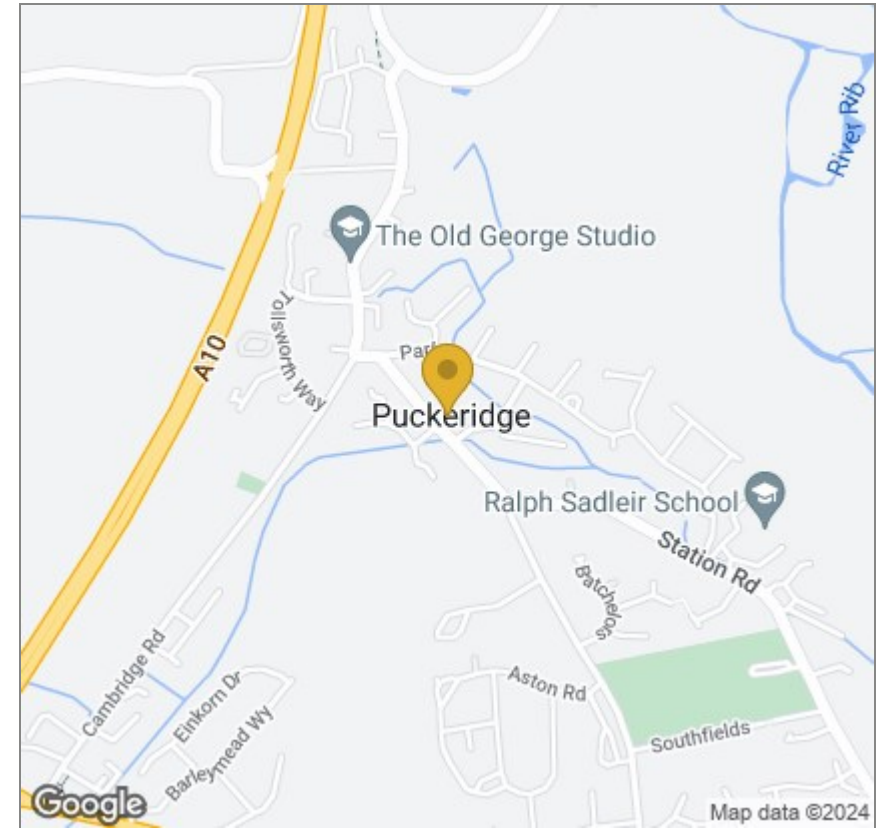 River Rib
The Old George Studio
Tollsworth Way
A10
Park
Puckeridge
Ralph Sadleir School
Station Rd
Batchelors
Cambridge Rd
Einkorn Dr
Aston Rd
Barleymead Wy
Southfields
Google
Map data ©2024